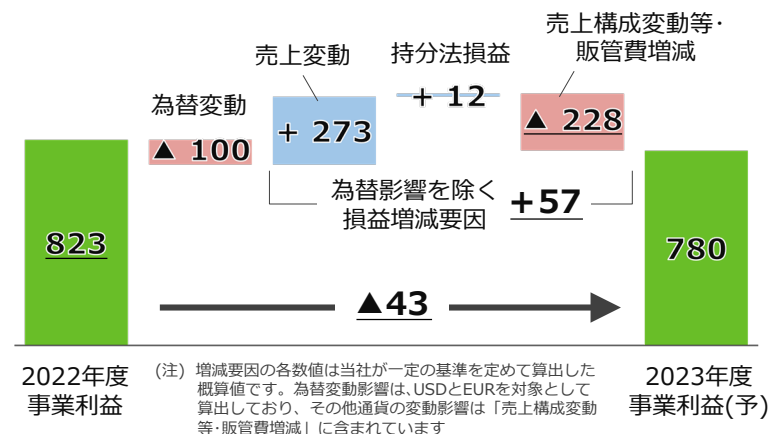 売上構成変動等・
販管費増減
売上変動
持分法損益
為替変動
▲ 100
+ 273
+ 12
▲ 228
為替影響を除く
損益増減要因
+57
823
780
▲43
2022年度
事業利益
(注) 増減要因の各数値は当社が一定の基準を定めて算出した
概算値です。為替変動影響は、USDとEURを対象として
算出しており、その他通貨の変動影響は「売上構成変動
等・販管費増減」に含まれています
2023年度
事業利益(予)